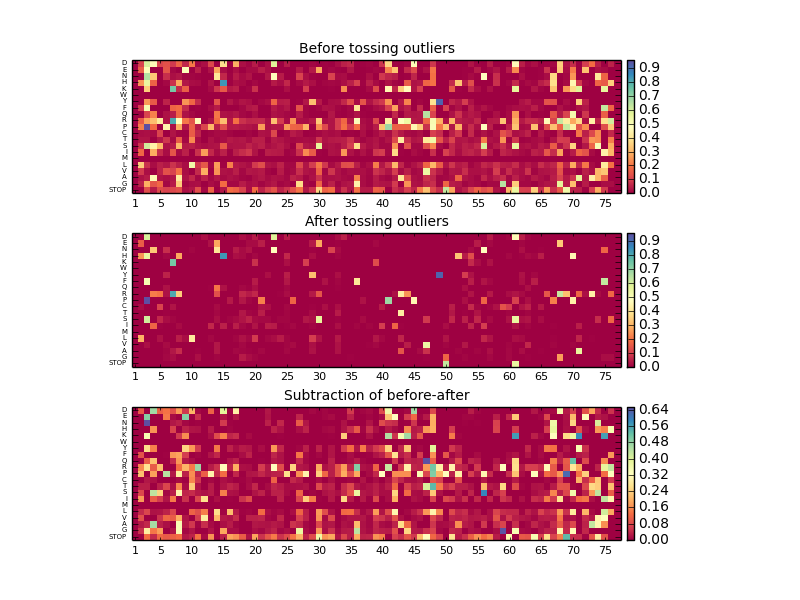 Before tossing outliers
D
E
N
H
K
W
Y
F
Q
R
P
C
T
S
I
M
L
V
A
G
STOP
0.9
0.8
0.7
0.6
0.5
0.4
0.3
0.2
0.1
0.0
1 5 10 15 20 25 30 35 40 45 50 55 60 65 70 75
After tossing outliers
D
E
N
H
K
W
Y
F
Q
R
P
C
T
S
I
M
L
V
A
G
STOP
0.9
0.8
0.7
0.6
0.5
0.4
0.3
0.2
0.1
0.0
1 5 10 15 20 25 30 35 40 45 50 55 60 65 70 75
Subtraction of before-after
D
E
N
H
K
W
Y
F
Q
R
P
C
T
S
I
M
L
V
A
G
STOP
0.64
0.56
0.48
0.40
0.32
0.24
0.16
0.08
0.00
1 5 10 15 20 25 30 35 40 45 50 55 60 65 70 75